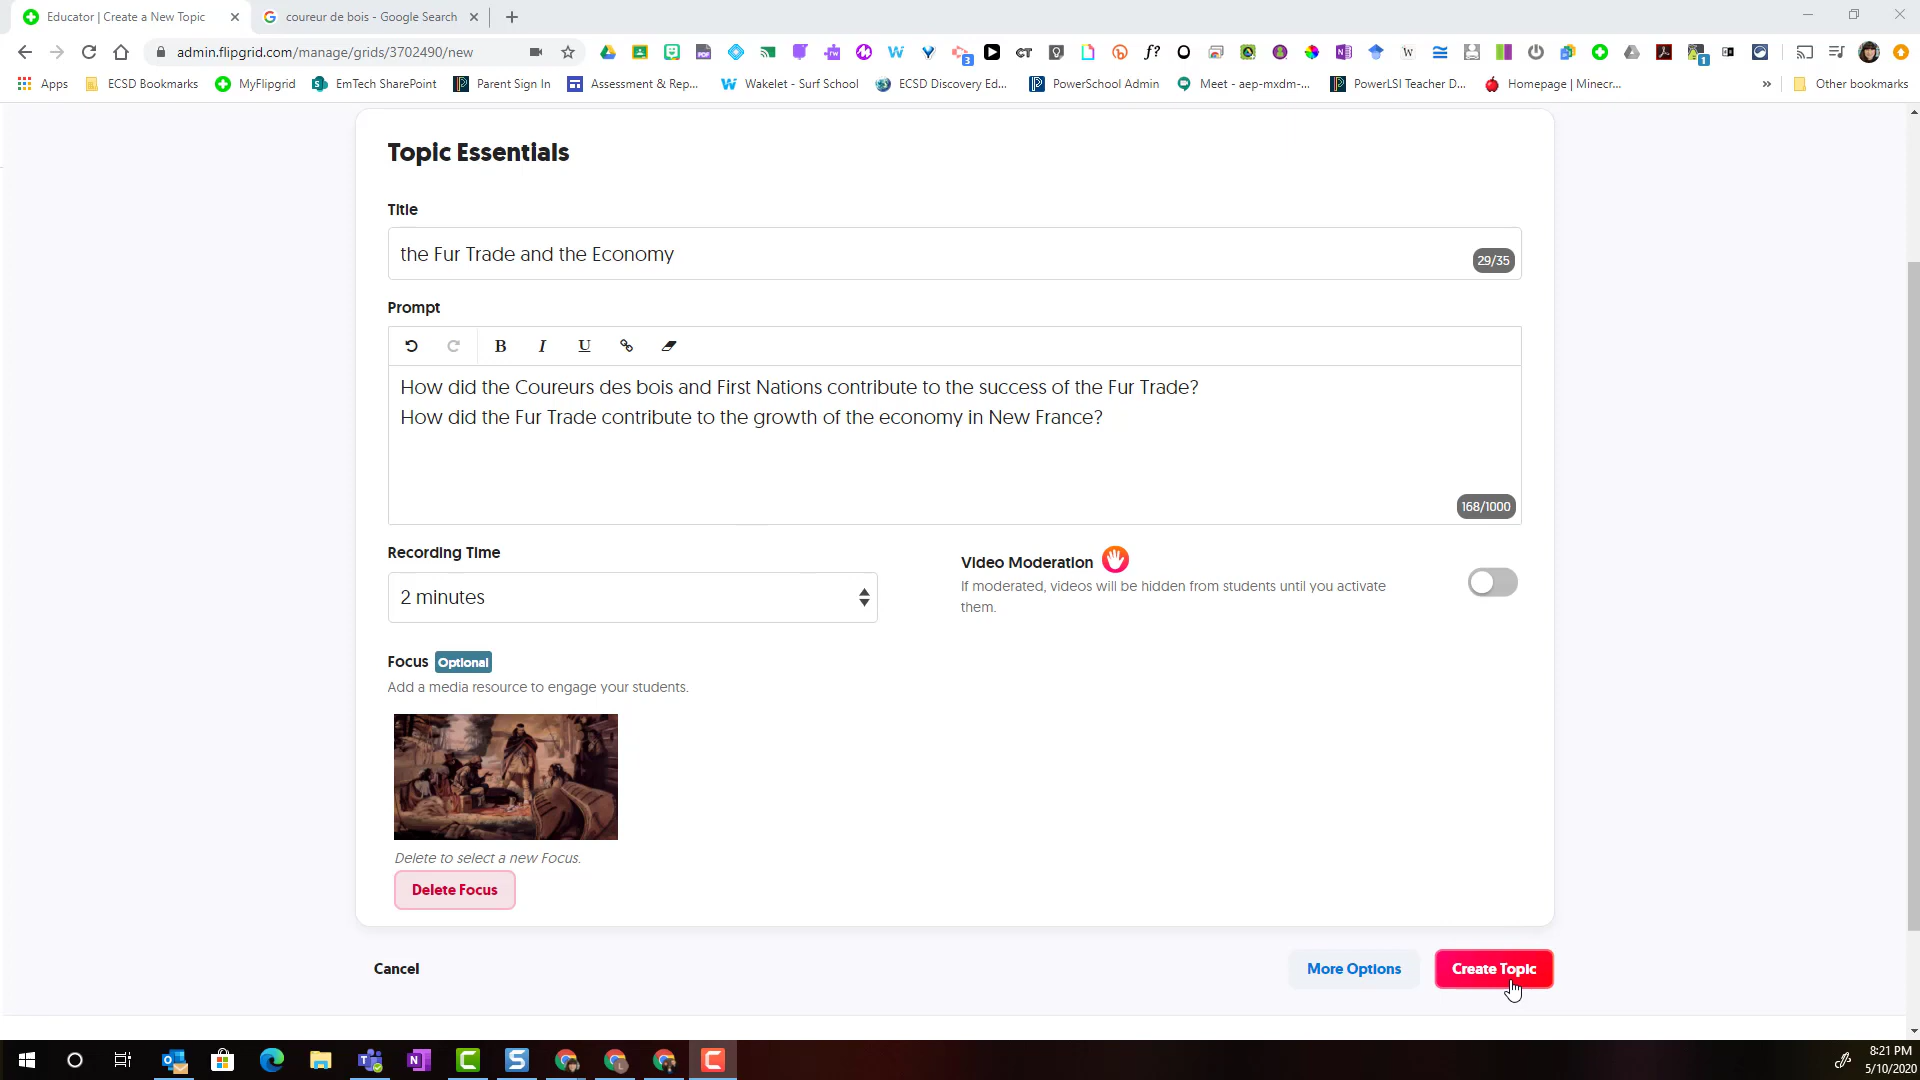 Educator | Create a New Topic
coureur de bois - Google Search
admin.flipgrid.com/manage/grids/3702490/new
Apps
ECSD Bookmarks
MyFlipgrid
EmTech SharePoint
Parent Sign In
Assessment & Rep...
Wakelet - Surf School
ECSD Discovery Ed...
PowerSchool Admin
Meet - aep-mxdm-...
PowerLSI Teacher D...
Homepage | Minecr...
Other bookmarks
Topic Essentials
Title
the Fur Trade and the Economy
29/35
Prompt
B I U
How did the Coureurs des bois and First Nations contribute to the success of the Fur Trade?
How did the Fur Trade contribute to the growth of the economy in New France?
168/1000
Recording Time
2 minutes
Video Moderation
If moderated, videos will be hidden from students until you activate
them.
Focus Optional
Add a media resource to engage your students.
Delete to select a new Focus.
Delete Focus
Cancel
More Options
Create Topic
8:21 PM
5/10/2020